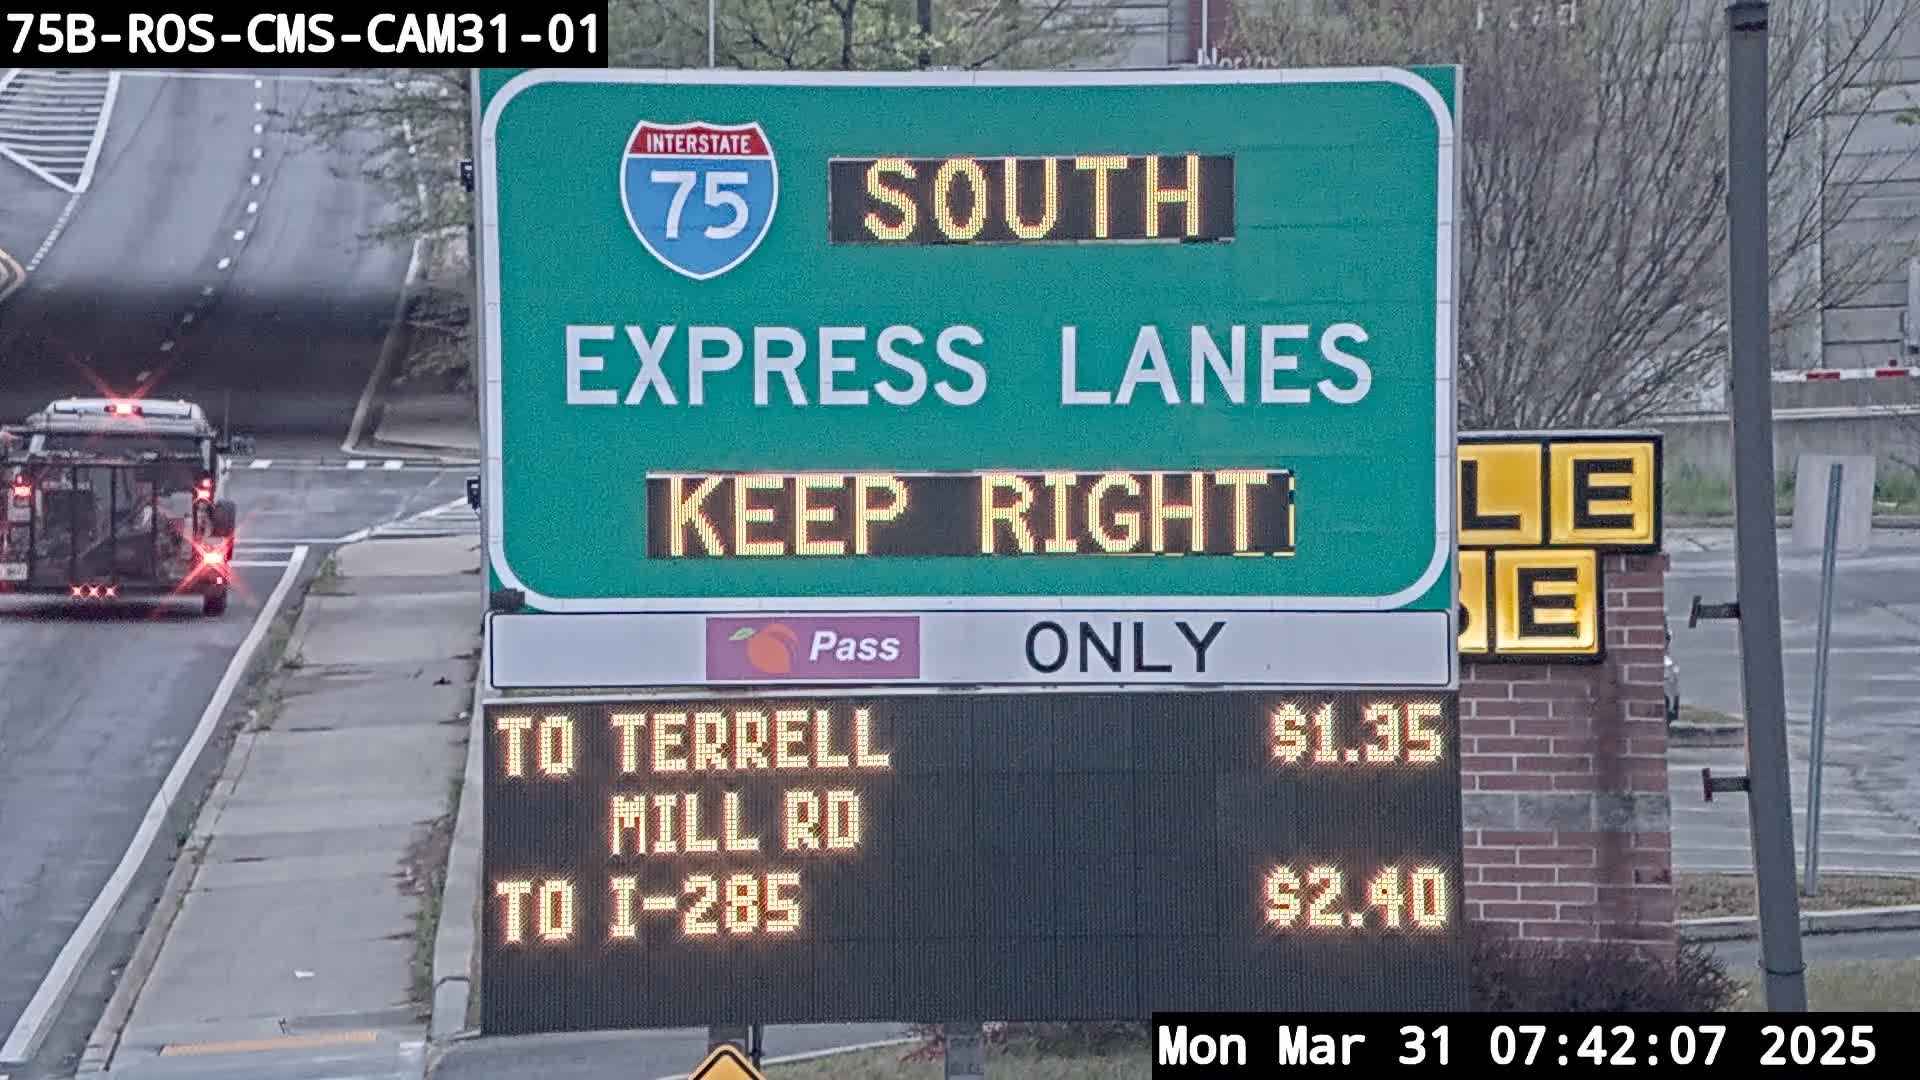 75B-ROS-CMS-CAM31-01
INTERSTATE
75
SOUTH
EXPRESS LANES
KEEP RIGHT
Pass ONLY
TO TERRELL $1.35
MILL RD
TO I-285 $2.40
LE
E
Mon Mar 31 07:42:07 2025